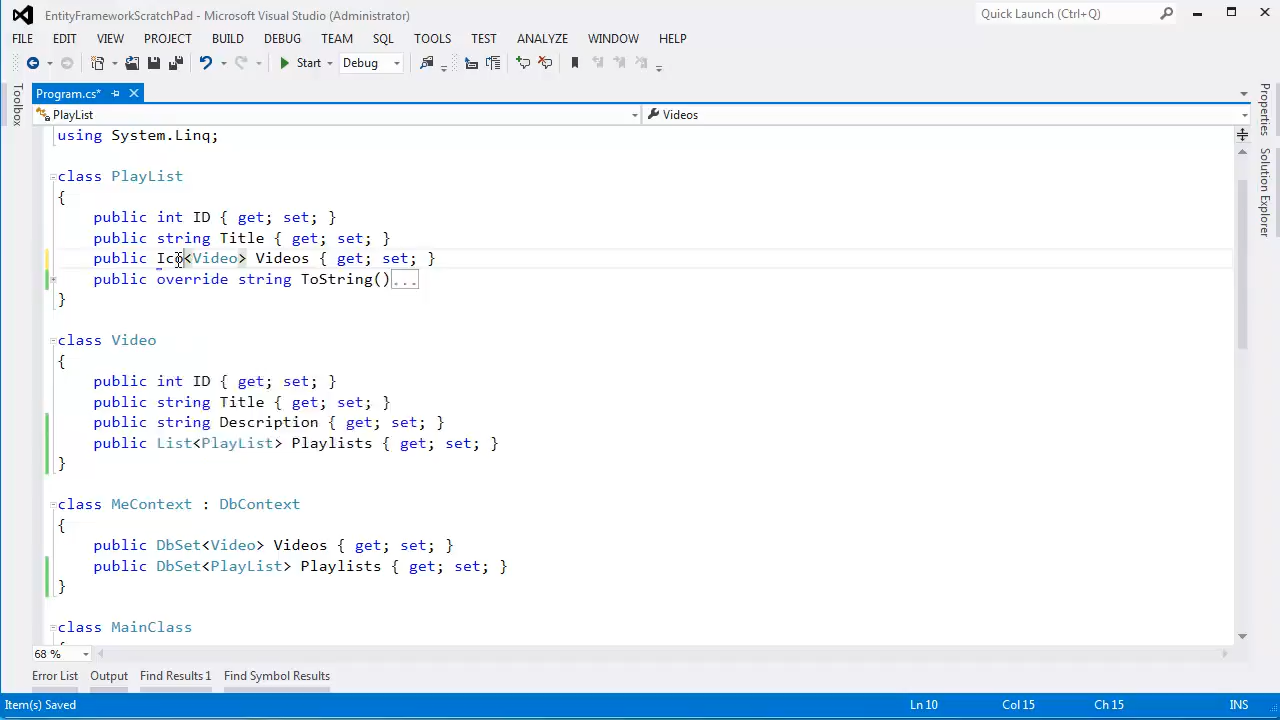 EntityFrameworkScratchPad - Microsoft Visual Studio (Administrator)
Quick Launch (Ctrl+Q)
FILE EDIT VIEW PROJECT BUILD DEBUG TEAM SQL TOOLS TEST ANALYZE WINDOW HELP
Start Debug
Toolbox
Program.cs*
Properties
Solution Explorer
PlayList Videos
using System.Linq;
class PlayList
{
public int ID { get; set; }
public string Title { get; set; }
public Ico<Video> Videos { get; set; }
public override string ToString()...
}
class Video
{
public int ID { get; set; }
public string Title { get; set; }
public string Description { get; set; }
public List<PlayList> Playlists { get; set; }
}
class MeContext : DbContext
{
public DbSet<Video> Videos { get; set; }
public DbSet<PlayList> Playlists { get; set; }
}
class MainClass
68 %
Error List Output Find Results 1 Find Symbol Results
Item(s) Saved Ln 10 Col 15 Ch 15 INS